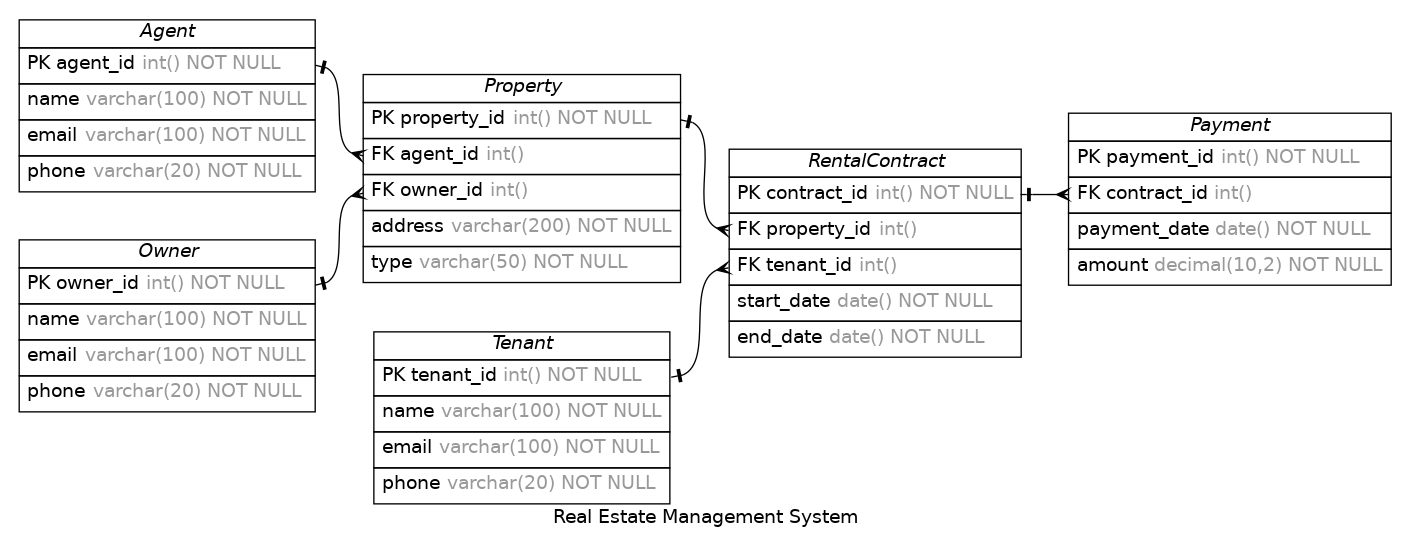 Agent
PK agent_id int() NOT NULL
name varchar(100) NOT NULL
email varchar(100) NOT NULL
phone varchar(20) NOT NULL
Owner
PK owner_id int() NOT NULL
name varchar(100) NOT NULL
email varchar(100) NOT NULL
phone varchar(20) NOT NULL
Property
PK property_id int() NOT NULL
FK agent_id int()
FK owner_id int()
address varchar(200) NOT NULL
type varchar(50) NOT NULL
Tenant
PK tenant_id int() NOT NULL
name varchar(100) NOT NULL
email varchar(100) NOT NULL
phone varchar(20) NOT NULL
RentalContract
PK contract_id int() NOT NULL
FK property_id int()
FK tenant_id int()
start_date date() NOT NULL
end_date date() NOT NULL
Payment
PK payment_id int() NOT NULL
FK contract_id int()
payment_date date() NOT NULL
amount decimal(10,2) NOT NULL
Real Estate Management System